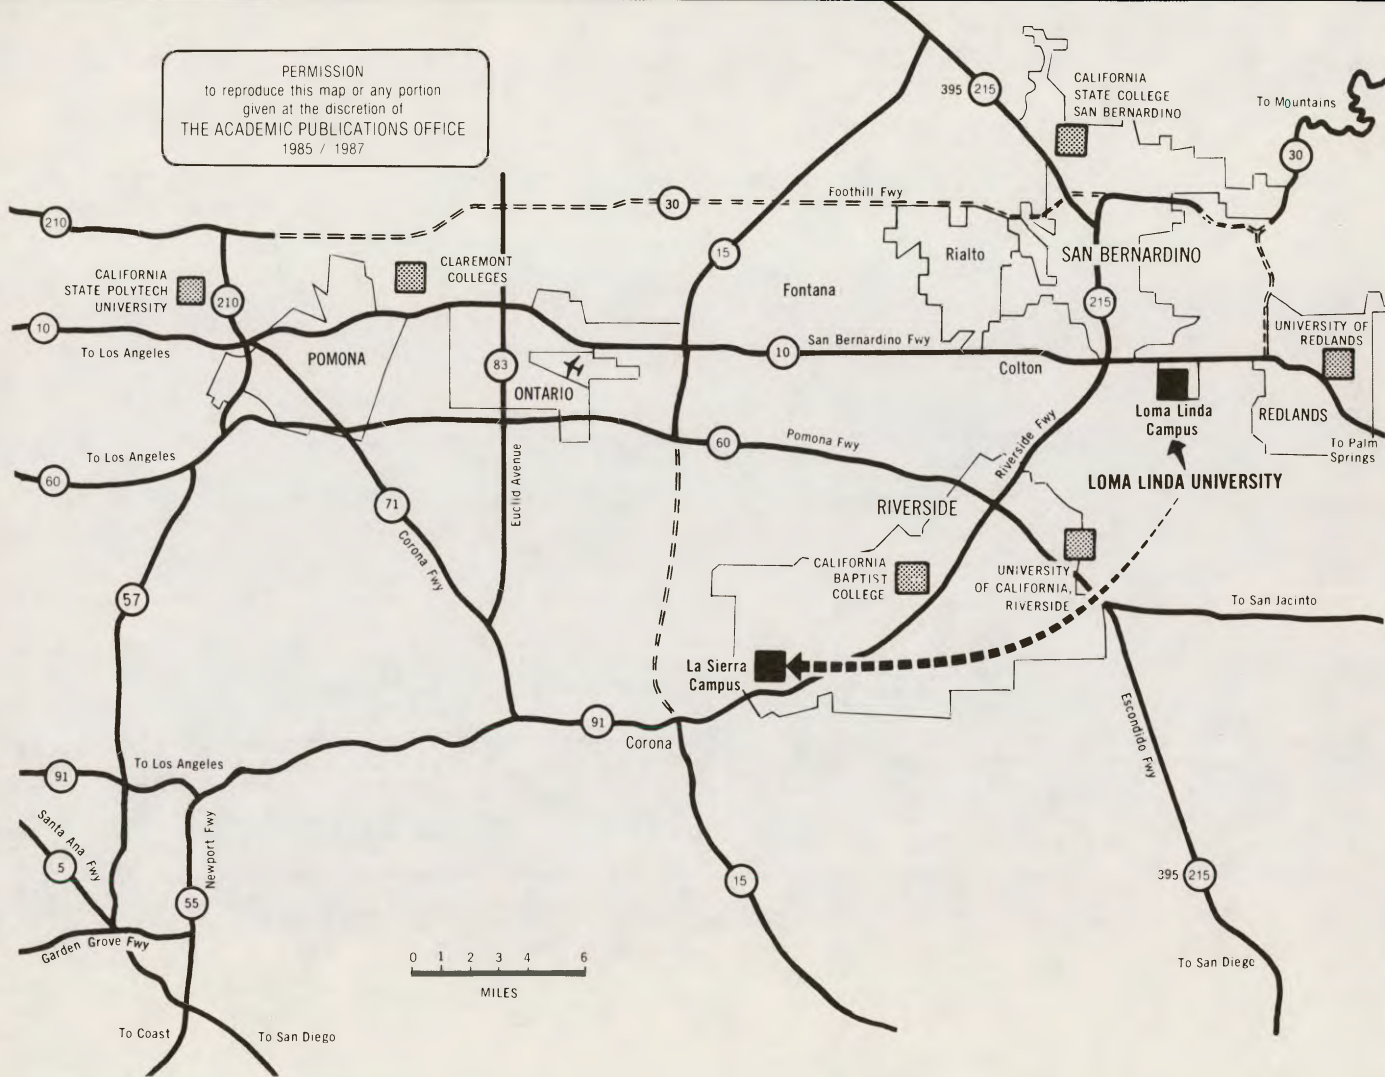 PERMISSION
to reproduce this map or any portion
given at the discretion of
THE ACADEMIC PUBLICATIONS OFFICE
1985 / 1987
395
215
CALIFORNIA
STATE COLLEGE
SAN BERNARDINO
To Mountains
30
210
30
Foothill Fwy
15
Rialto
SAN BERNARDINO
CALIFORNIA
STATE POLYTECH
UNIVERSITY
210
CLAREMONT
COLLEGES
Fontana
215
10
To Los Angeles
POMONA
83
ONTARIO
10
San Bernardino Fwy
Colton
UNIVERSITY OF
REDLANDS
Loma Linda
Campus
REDLANDS
To Palm
Springs
To Los Angeles
60
60
Pomona Fwy
Riverside Fwy
LOMA LINDA UNIVERSITY
71
Corona Fwy
Euclid Avenue
RIVERSIDE
57
CALIFORNIA
BAPTIST
COLLEGE
UNIVERSITY
OF CALIFORNIA,
RIVERSIDE
To San Jacinto
La Sierra
Campus
91
Corona
Escondido Fwy
91
To Los Angeles
Santa Ana Fwy
5
Newport Fwy
55
15
395
215
Garden Grove Fwy
0 1 2 3 4 6
MILES
To San Diego
To Coast
To San Diego